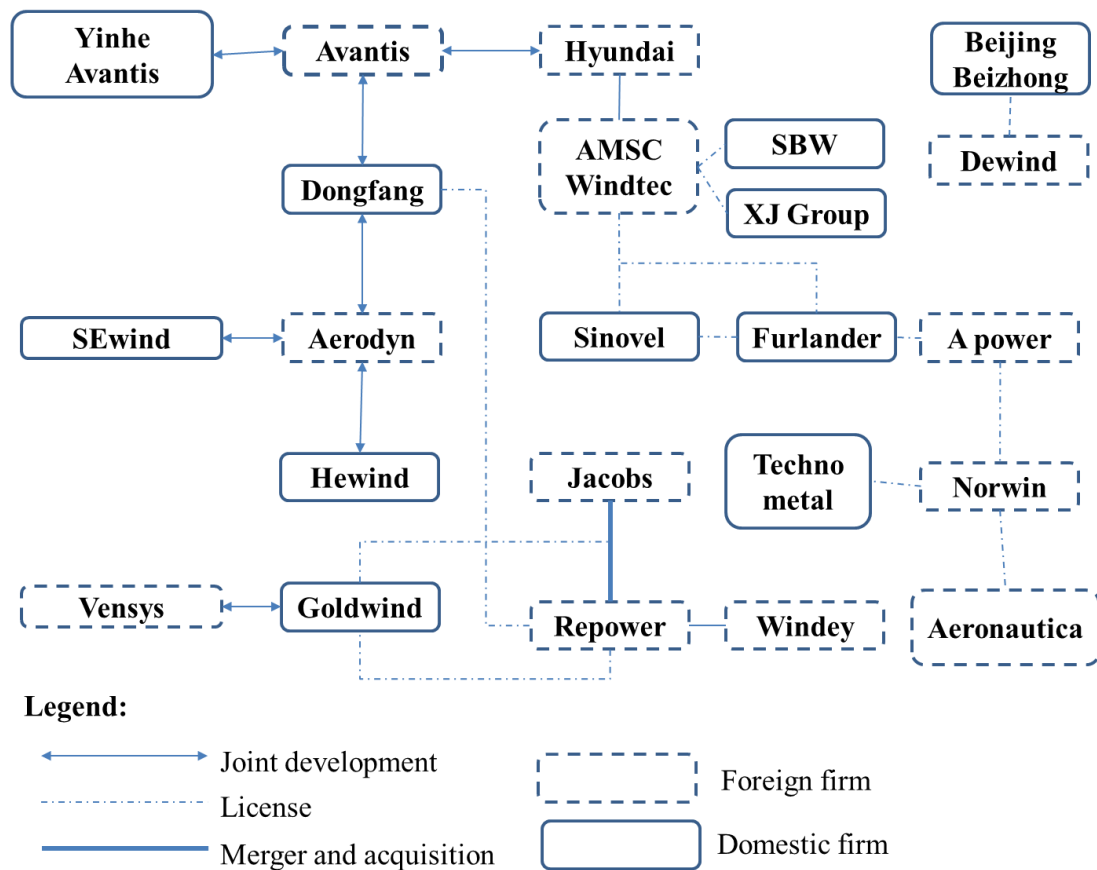 Yinhe
Avantis
Avantis
Hyundai
Beijing
Beizhong
AMSC
Windtec
SBW
Dewind
Dongfang
XJ Group
SEwind
Aerodyn
Sinovel
Furlander
A power
Hewind
Jacobs
Techno
metal
Norwin
Vensys
Goldwind
Repower
Windey
Aeronautica
Legend:
Joint development
Foreign firm
License
Domestic firm
Merger and acquisition